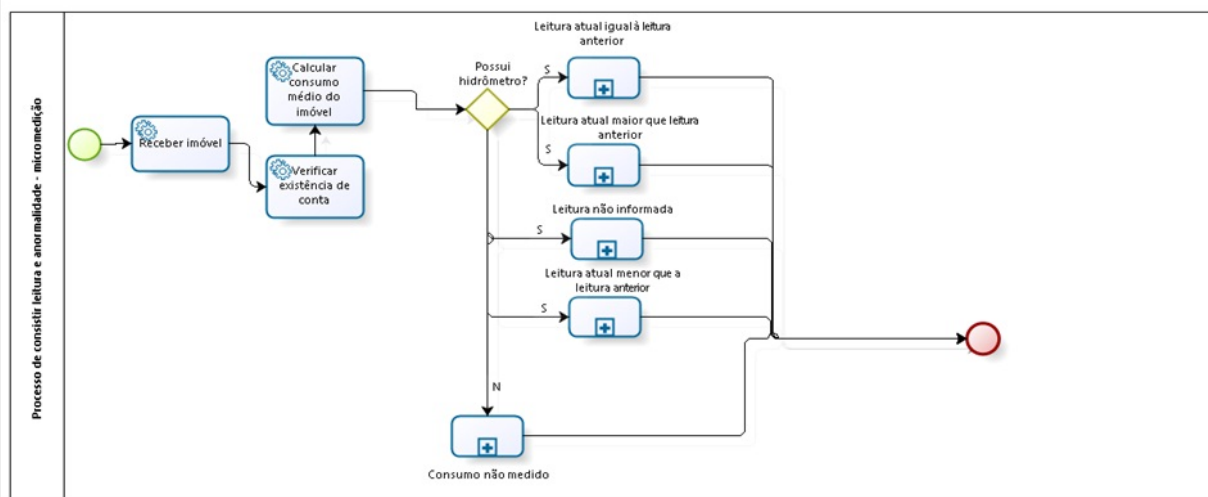 Processo de consistir leitura e anormalidade - micromedição
Receber imóvel
Verificar
existência de
conta
Calcular
consumo
médio do
imóvel
Possui
hidrômetro?
S
Leitura atual igual à leitura
anterior
S
Leitura atual maior que leitura
anterior
S
Leitura não informada
S
Leitura atual menor que a
leitura anterior
N
Consumo não medido